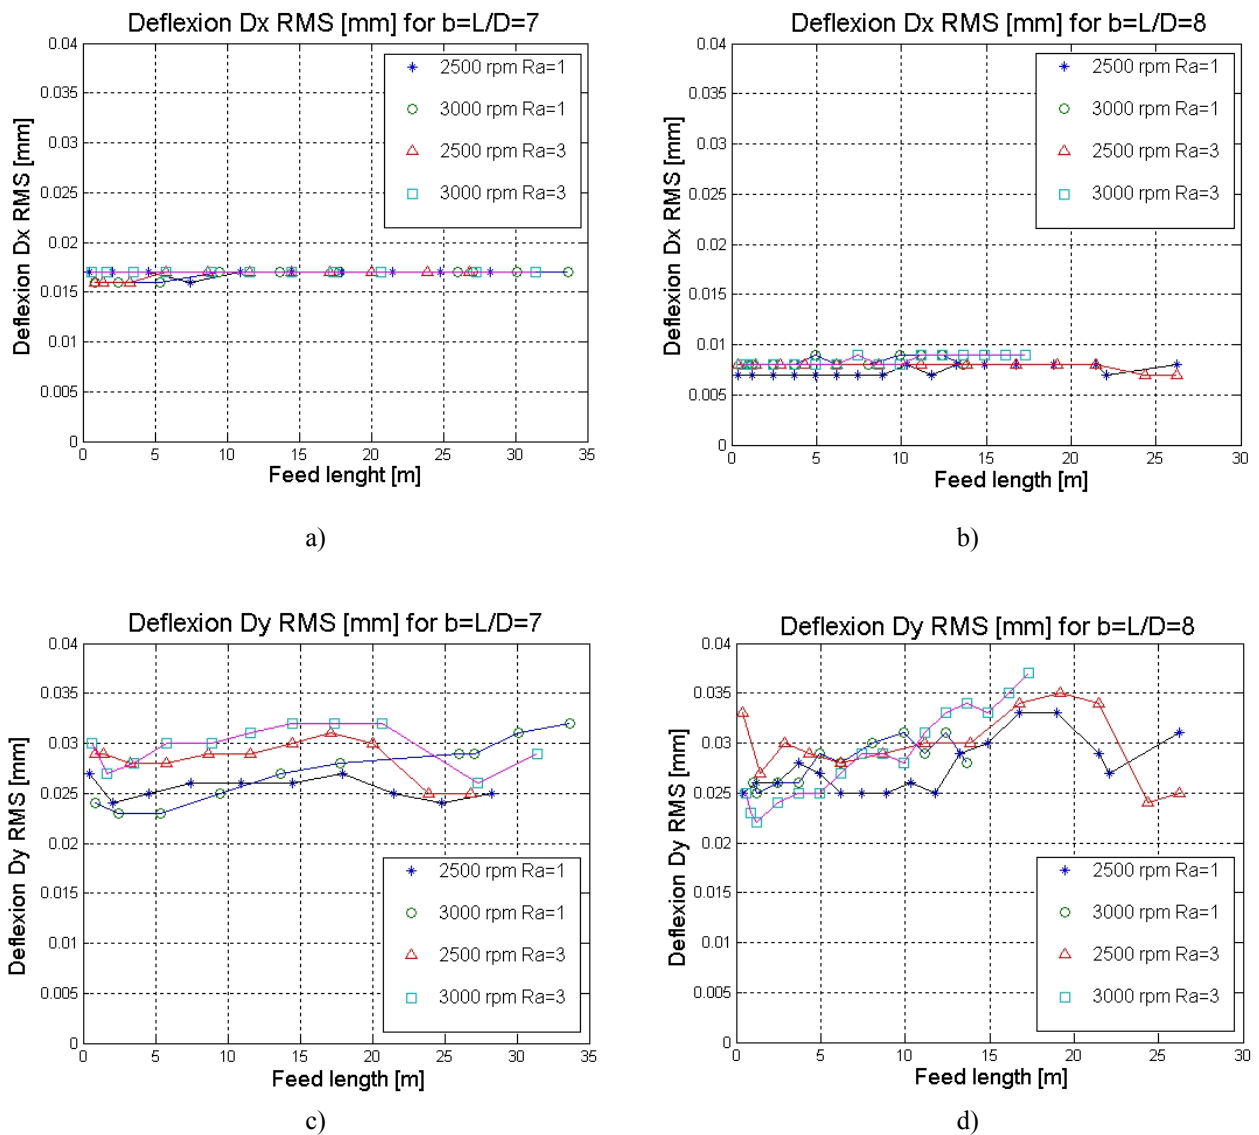 Deflexion Dx RMS [mm] for b=L/D=7
0.04
0.035
0.03
0.025
0.02
0.015
0.01
0.005
0
Deflexion Dx RMS [mm]
2500 rpm Ra=1
3000 rpm Ra=1
2500 rpm Ra=3
3000 rpm Ra=3
0 5 10 15 20 25 30 35
Feed lenght [m]
a)
Deflexion Dx RMS [mm] for b=L/D=8
0.04
0.035
0.03
0.025
0.02
0.015
0.010
0.005
0
Deflexion Dx RMS [mm]
2500 rpm Ra=1
3000 rpm Ra=1
2500 rpm Ra=3
3000 rpm Ra=3
0 5 10 15 20 25 30
Feed length [m]
b)
Deflexion Dy RMS [mm] for b=L/D=7
0.04
0.035
0.03
0.025
0.02
0.015
0.01
0.005
0
Deflexion Dy RMS [mm]
2500 rpm Ra=1
3000 rpm Ra=1
2500 rpm Ra=3
3000 rpm Ra=3
0 5 10 15 20 25 30 35
Feed length [m]
c)
Deflexion Dy RMS [mm] for b=L/D=8
0.04
0.035
0.03
0.025
0.02
0.015
0.01
0.005
0
Deflexion Dy RMS [mm]
2500 rpm Ra=1
3000 rpm Ra=1
2500 rpm Ra=3
3000 rpm Ra=3
0 5 10 15 20 25 30
Feed length [m]
d)